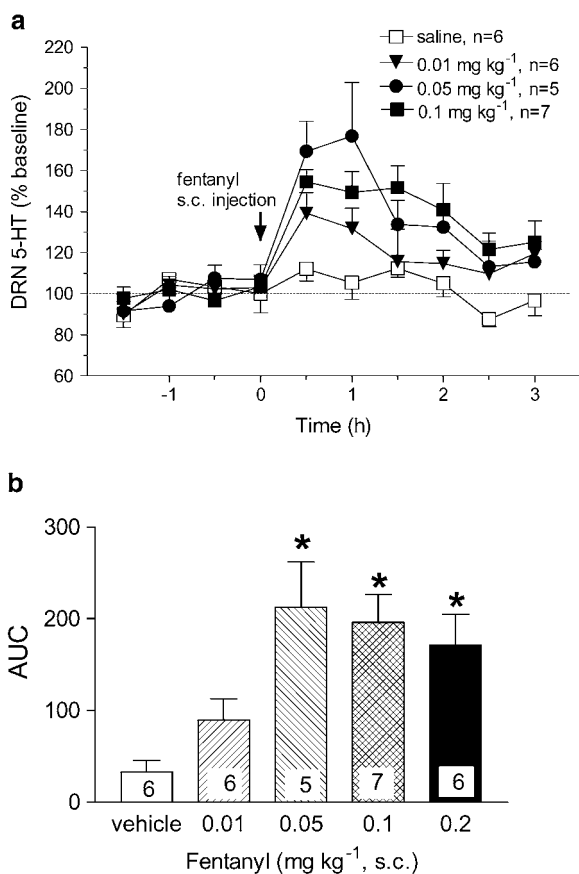 a
saline, n=6
0.01 mg kg⁻¹, n=6
0.05 mg kg⁻¹, n=5
0.1 mg kg⁻¹, n=7
220
200
180
160
140
120
100
80
60
DRN 5-HT (% baseline)
fentanyl
s.c. injection
-1 0 1 2 3
Time (h)
b
300
200
100
0
AUC
* * *
6 6 5 7 6
vehicle 0.01 0.05 0.1 0.2
Fentanyl (mg kg⁻¹, s.c.)